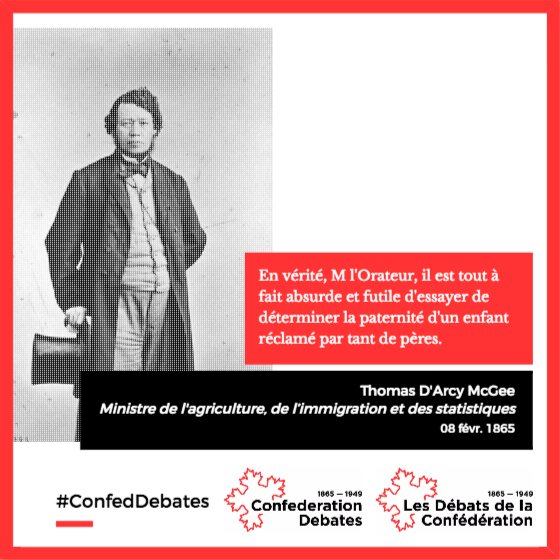 En vérité, M l'Orateur, il est tout à
fait absurde et futile d'essayer de
déterminer la paternité d'un enfant
réclamé par tant de pères.
Thomas D'Arcy McGee
Ministre de l'agriculture, de l'immigration et des statistiques
08 févr. 1865
#ConfedDebates
1865 — 1949
Confederation
Debates
1865 — 1949
Les Débats de la
Confédération